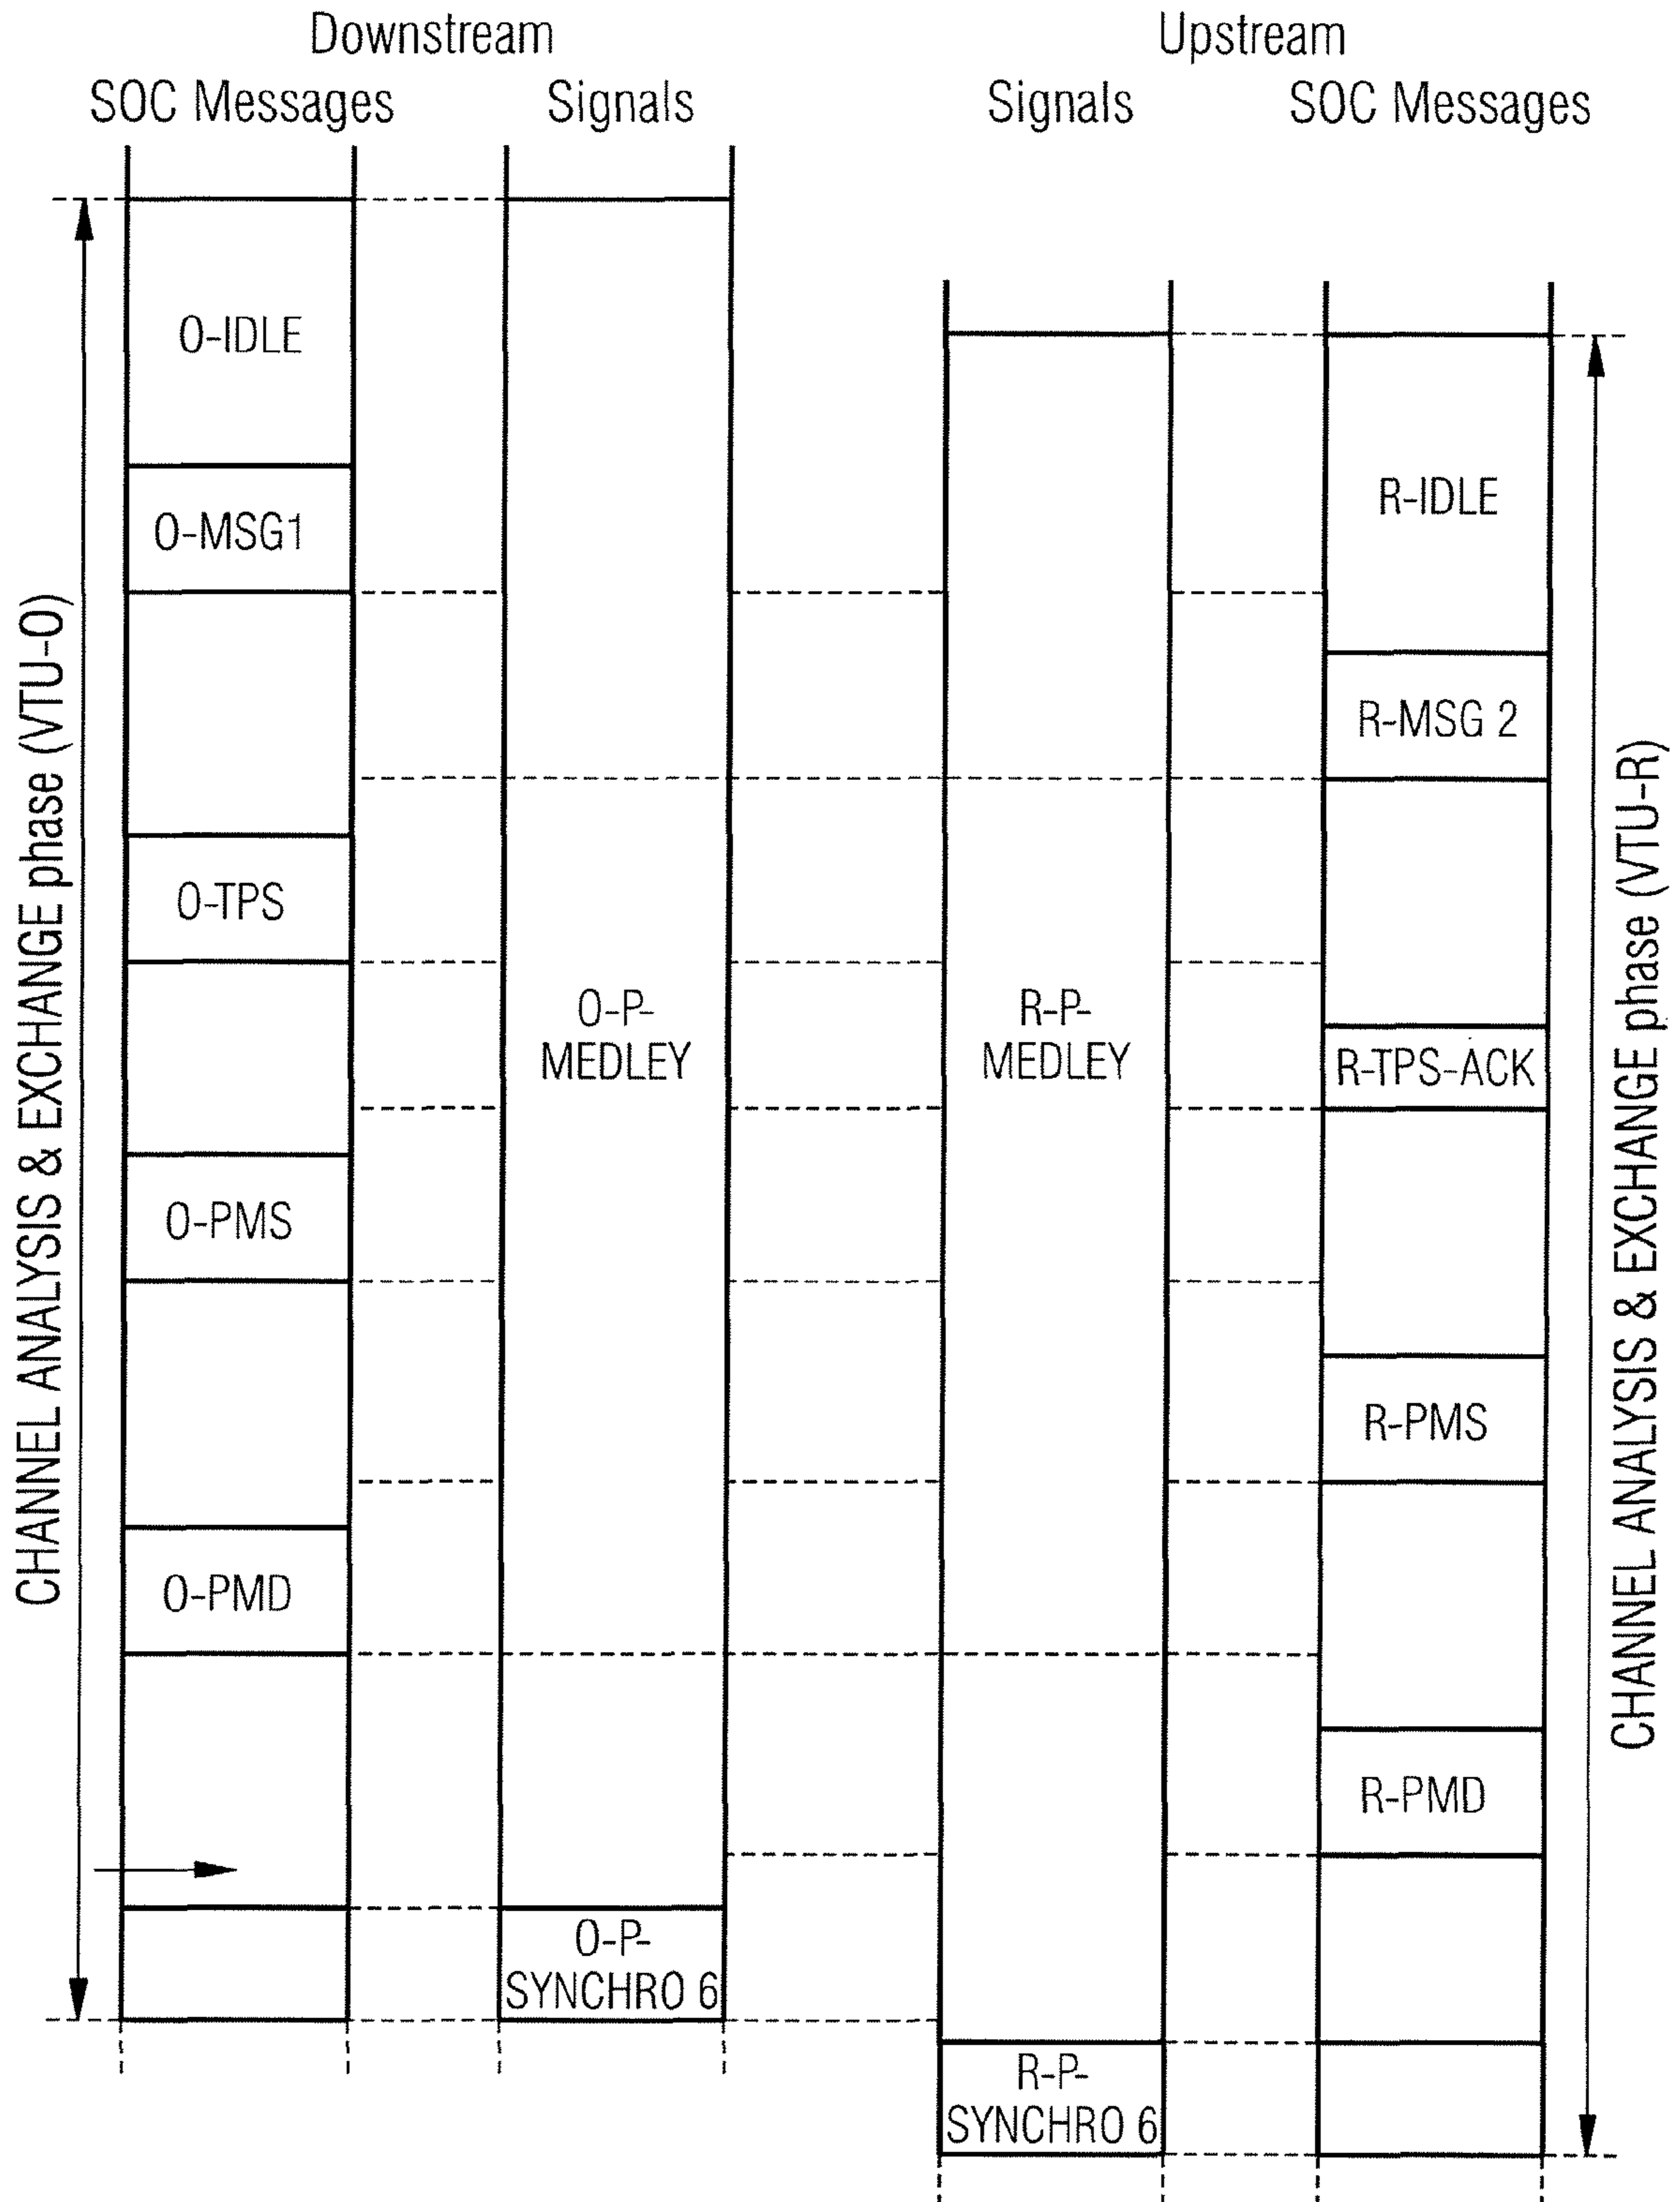 Downstream
Upstream
SOC Messages
Signals
Signals
SOC Messages
CHANNEL ANALYSIS & EXCHANGE phase (VTU-O)
O-IDLE
O-MSG1
O-TPS
O-PMS
O-PMD
O-P-
MEDLEY
O-P-
SYNCHRO 6
R-P-
MEDLEY
R-P-
SYNCHRO 6
R-IDLE
R-MSG 2
R-TPS-ACK
R-PMS
R-PMD
CHANNEL ANALYSIS & EXCHANGE phase (VTU-R)